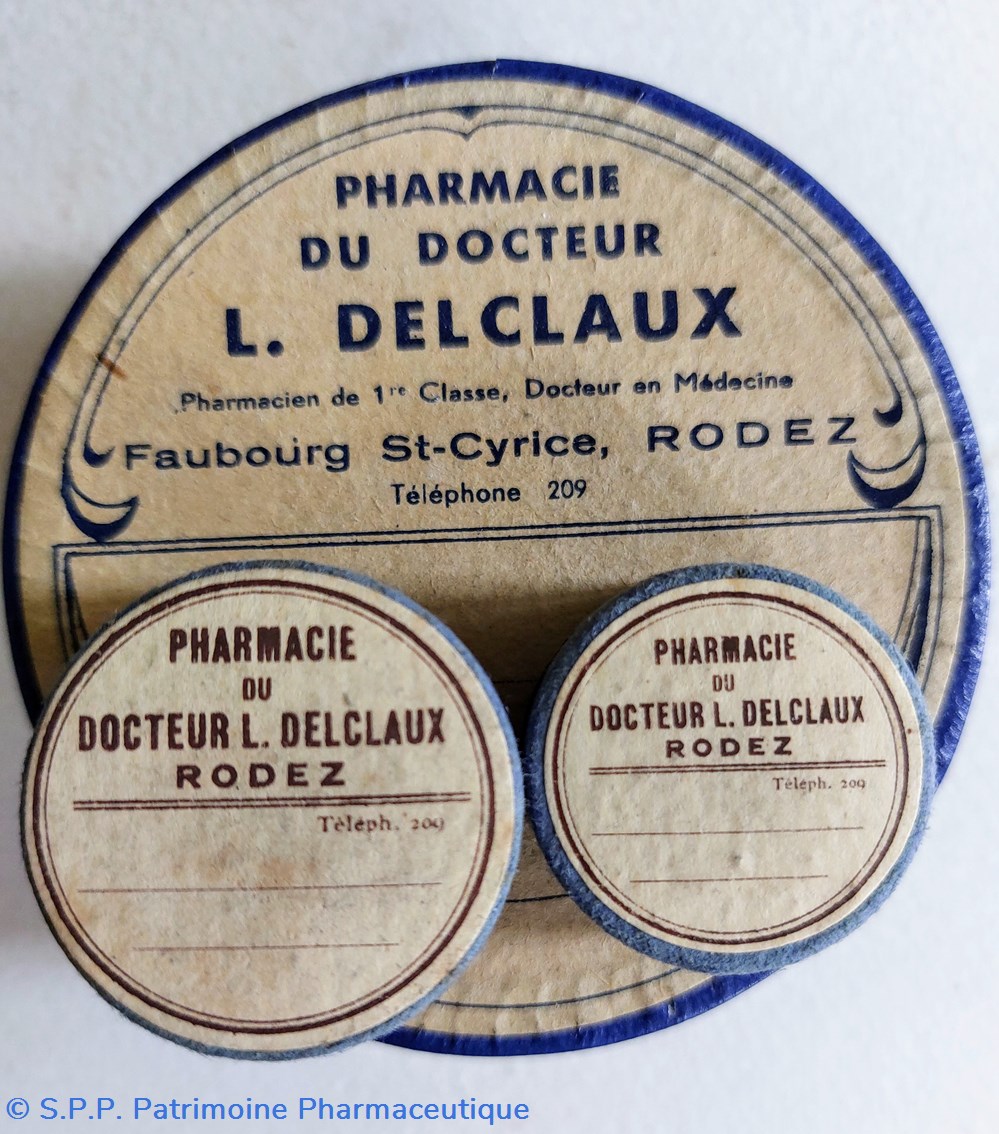 PHARMACIE
DU DOCTEUR
L. DELCLAUX
Pharmacien de 1re Classe, Docteur en Médecine
Faubourg St-Cyrice, RODEZ
Téléphone 209
PHARMACIE
DU
DOCTEUR L. DELCLAUX
RODEZ
Téléph. 209
PHARMACIE
DU
DOCTEUR L. DELCLAUX
RODEZ
Téléph. 209
© S.P.P. Patrimoine Pharmaceutique